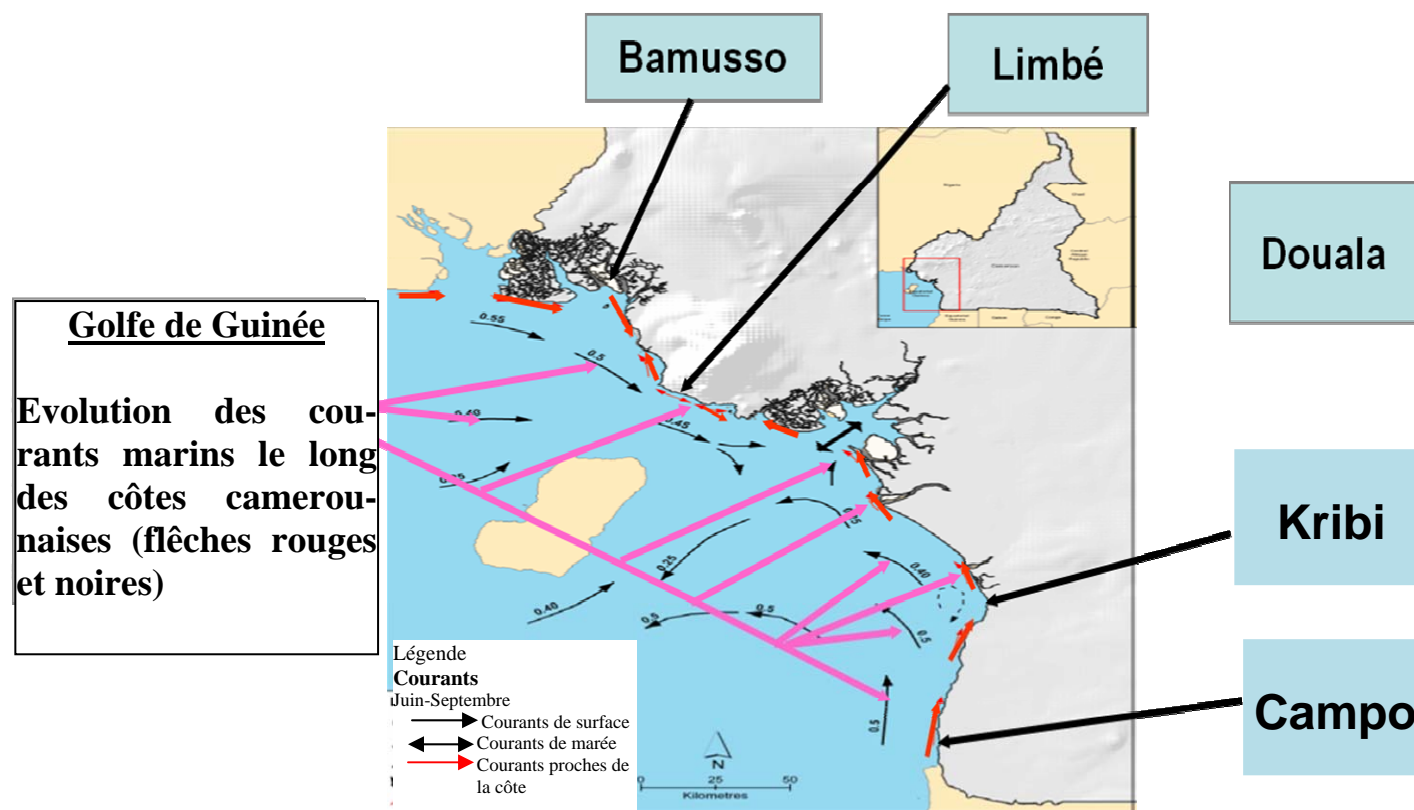 Bamusso
Limbé
Douala
Golfe de Guinée
Evolution des cou-
rants marins le long
des côtes camerou-
naises (flêches rouges
et noires)
Kribi
Campo
0.55
0.5
0.40
0.45
0.25
0.40
0.40
0.5
0.5
0.5
0.5
Légende
Courants
Juin-Septembre
Courants de surface
Courants de marée
Courants proches de
la côte
N
0 25 50
Kilometres